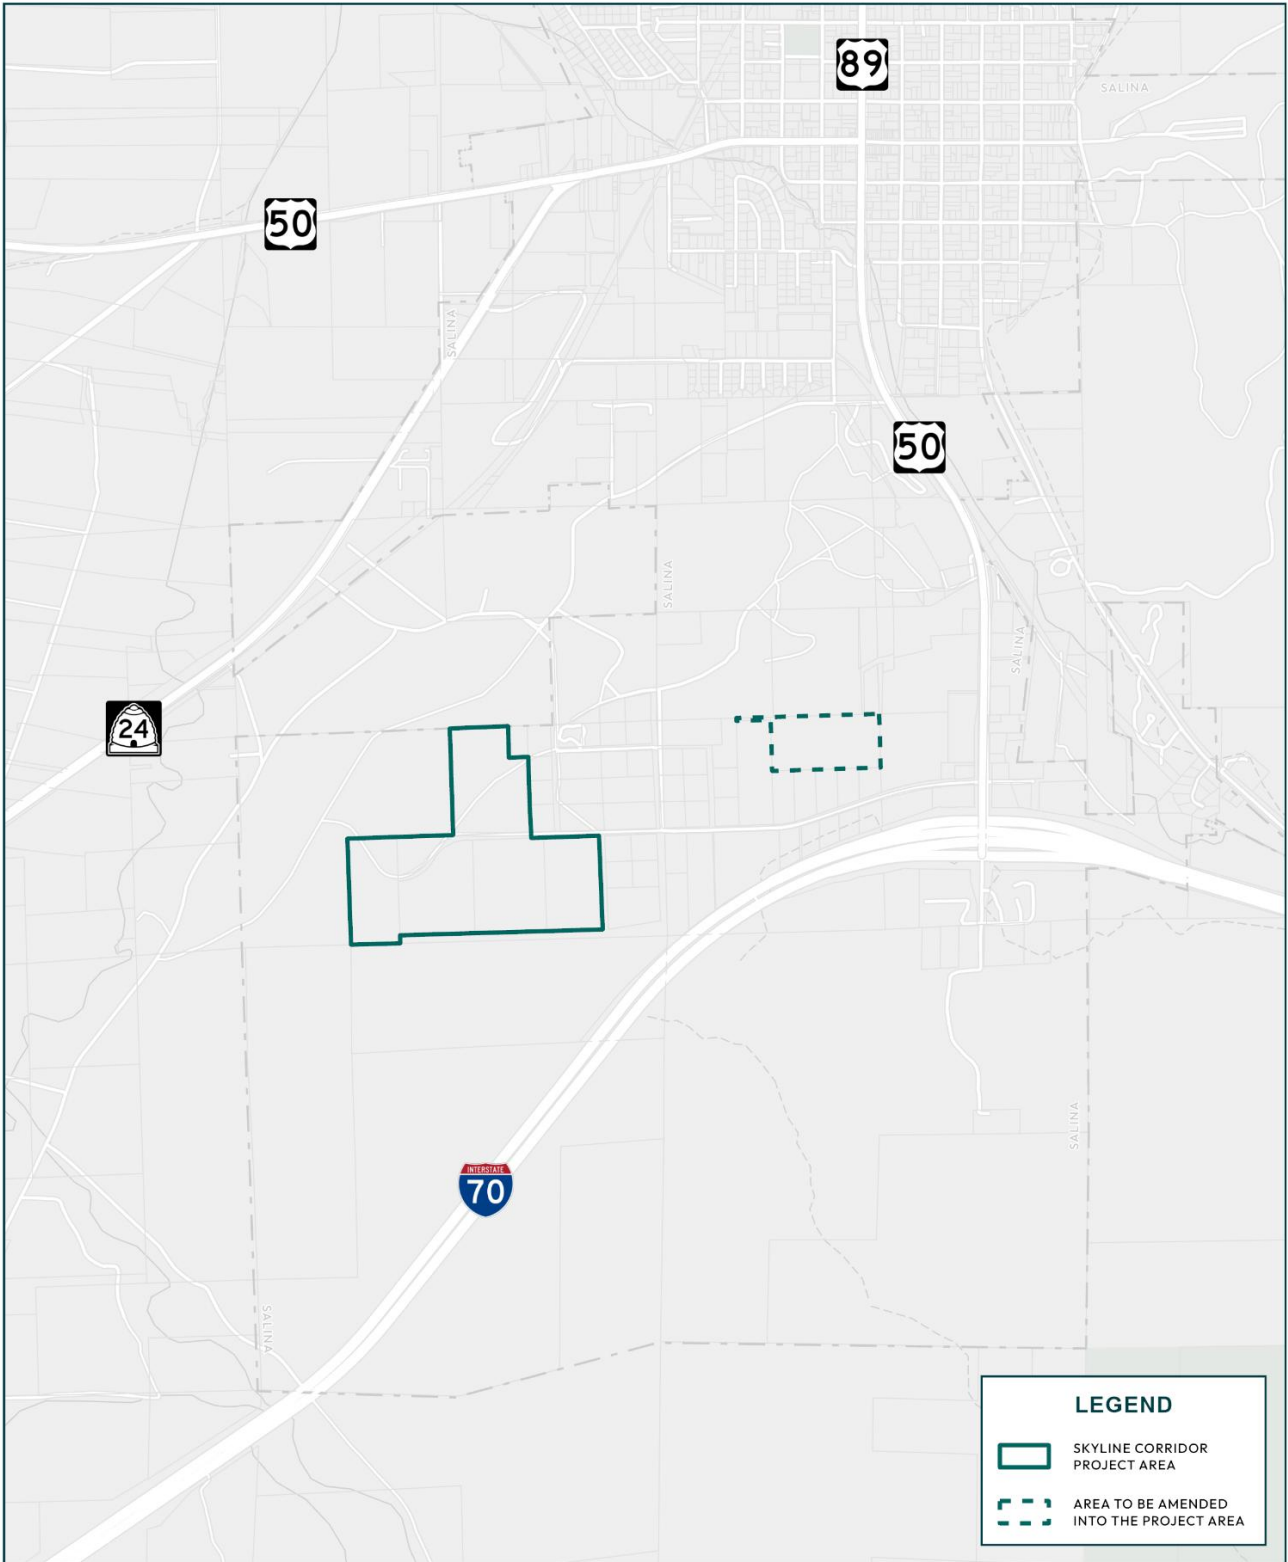 89
SALINA
50
SALINA
50
SALINA
SALINA
24
SALINA
INTERSTATE
70
SALINA
LEGEND
SKYLINE CORRIDOR
PROJECT AREA
AREA TO BE AMENDED
INTO THE PROJECT AREA